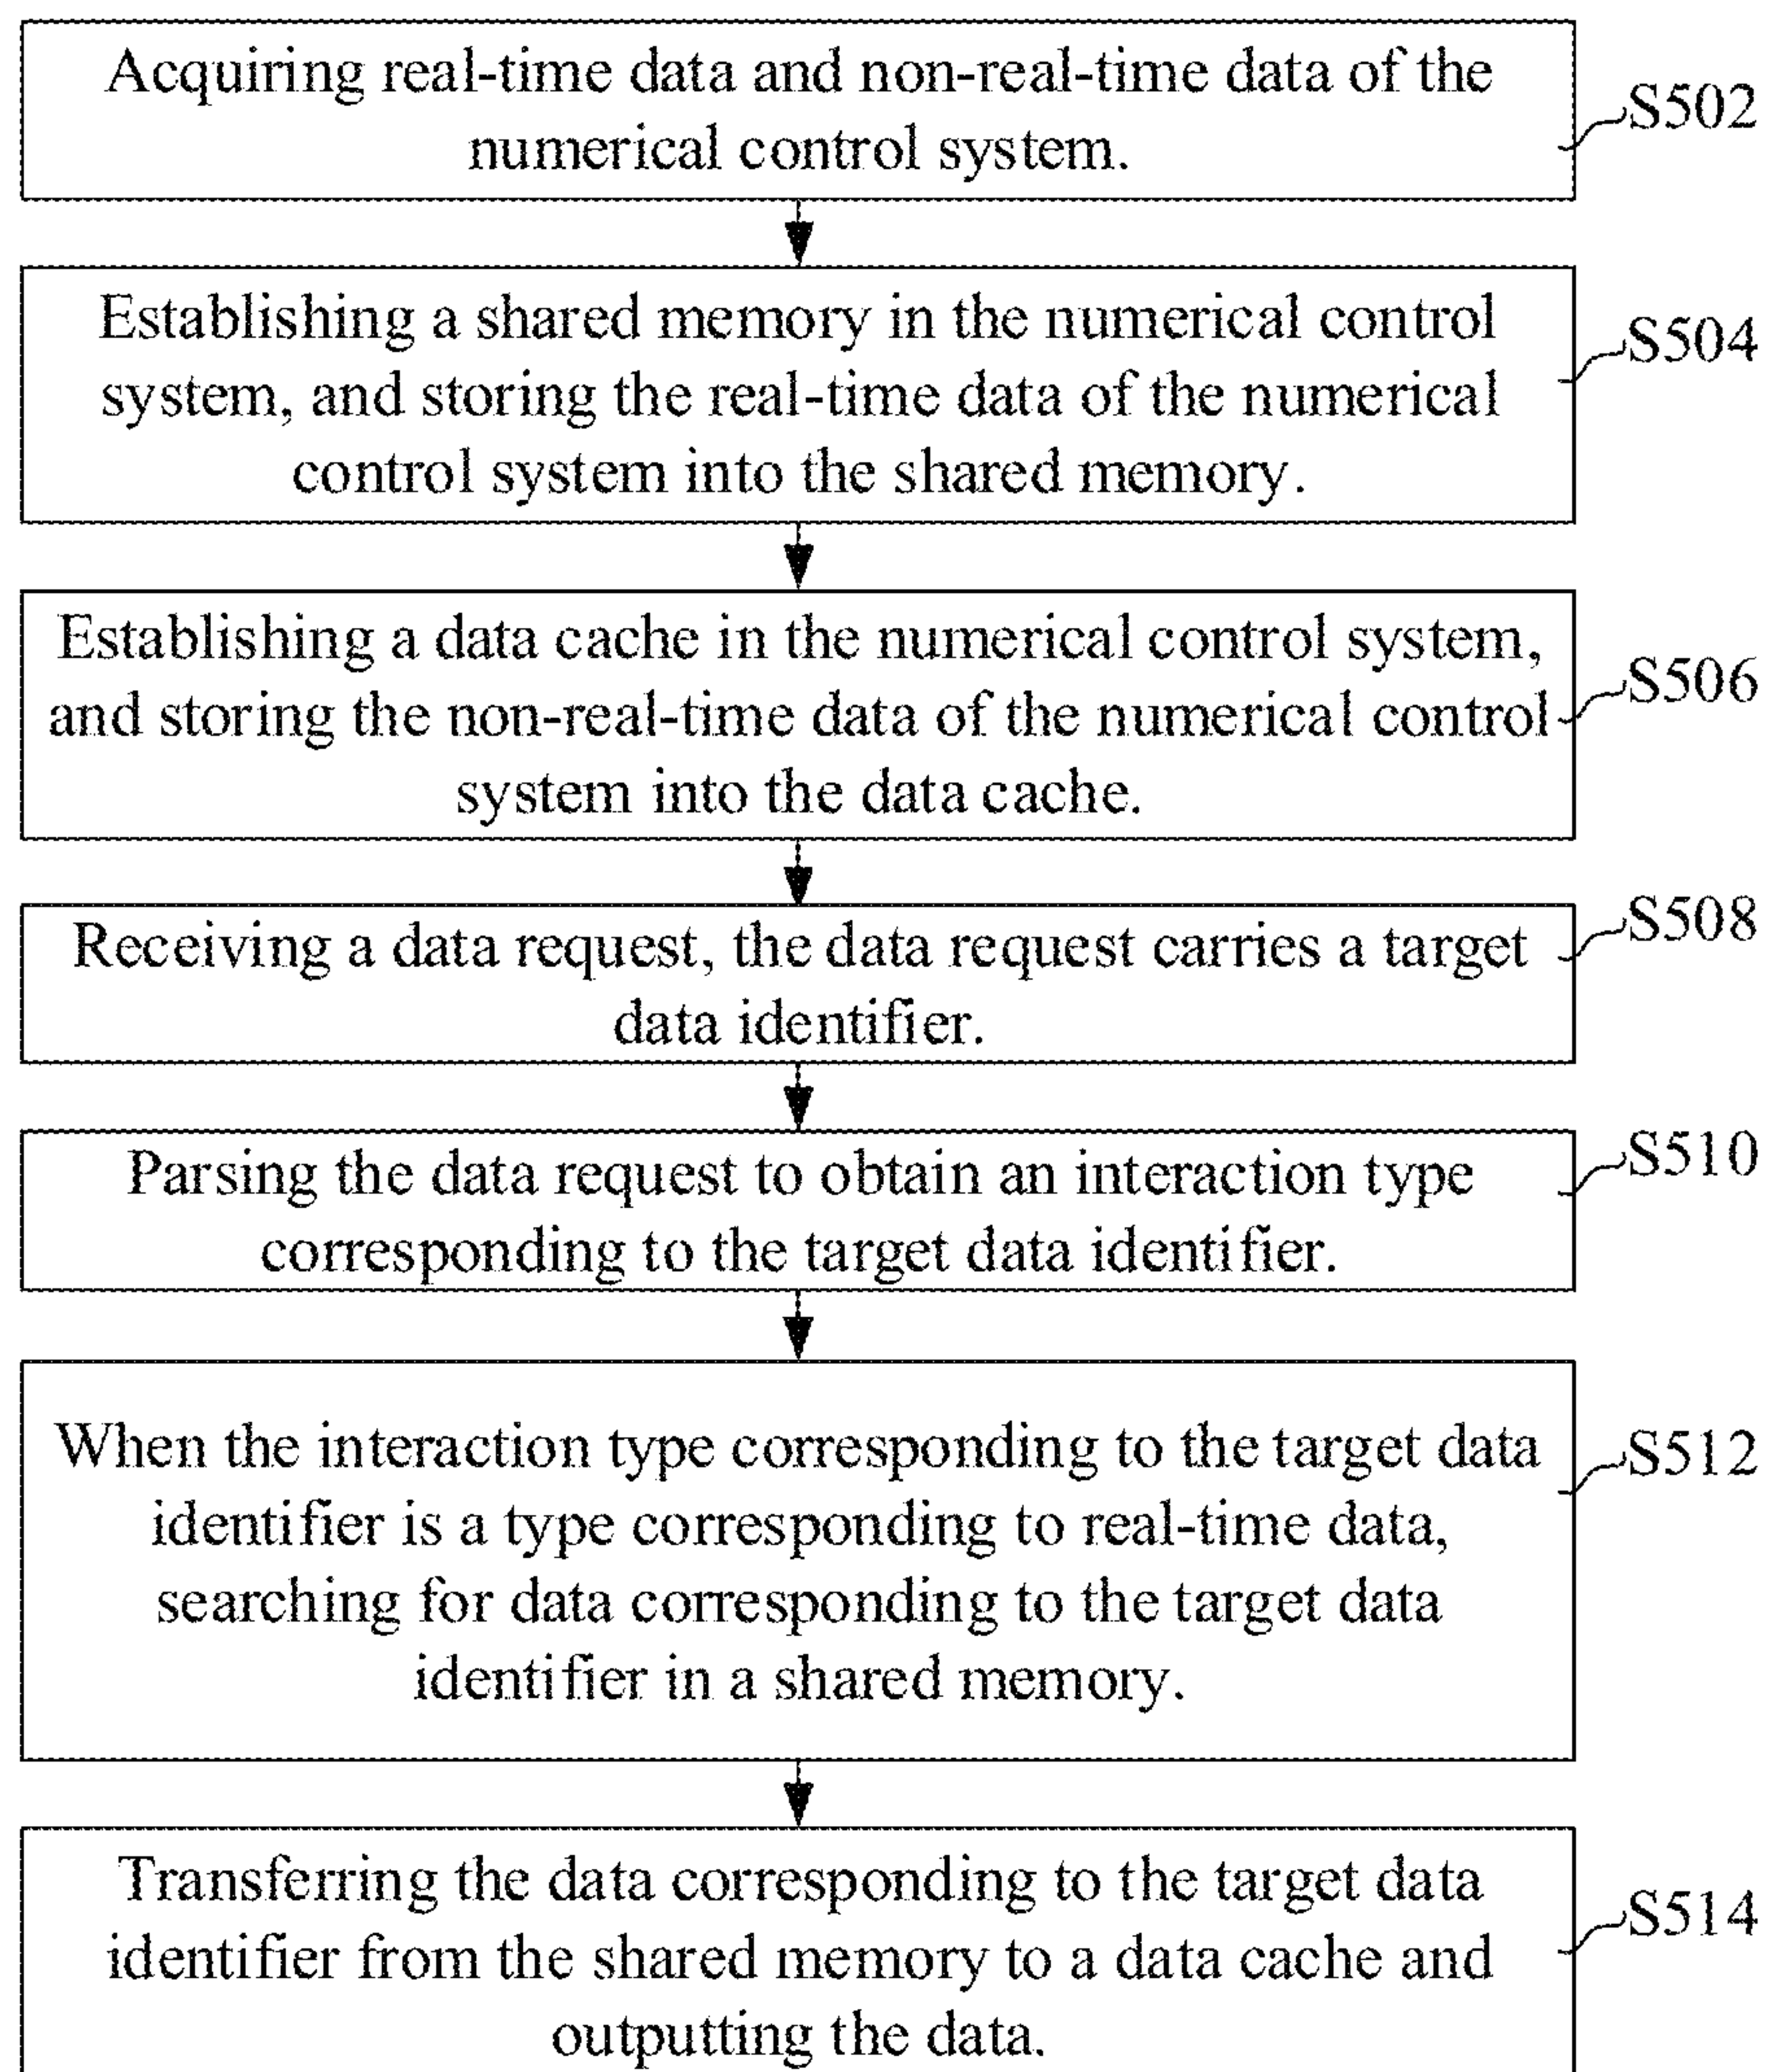 Acquiring real-time data and non-real-time data of the
numerical control system.
S502
Establishing a shared memory in the numerical control
system, and storing the real-time data of the numerical
control system into the shared memory.
S504
Establishing a data cache in the numerical control system,
and storing the non-real-time data of the numerical control
system into the data cache.
S506
Receiving a data request, the data request carries a target
data identifier.
S508
Parsing the data request to obtain an interaction type
corresponding to the target data identifier.
S510
When the interaction type corresponding to the target data
identifier is a type corresponding to real-time data,
searching for data corresponding to the target data
identifier in a shared memory.
S512
Transferring the data corresponding to the target data
identifier from the shared memory to a data cache and
outputting the data.
S514